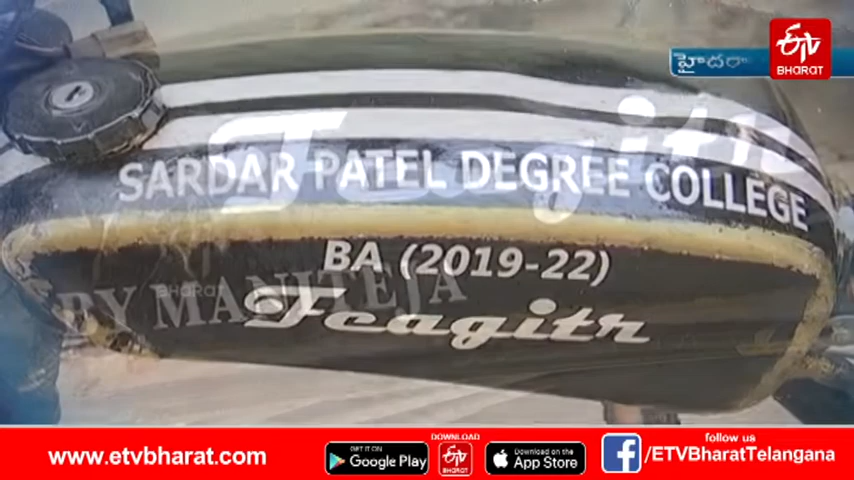 ETV
BHARAT
హైదరా
SARDAR PATEL DEGREE COLLEGE
BA (2019-22)
BY MANITEJA
Fcagitr
www.etvbharat.com
GET IT ON
Google Play
DOWNLOAD
BHARAT
Download on the
App Store
follow us
/ETVBharatTelangana